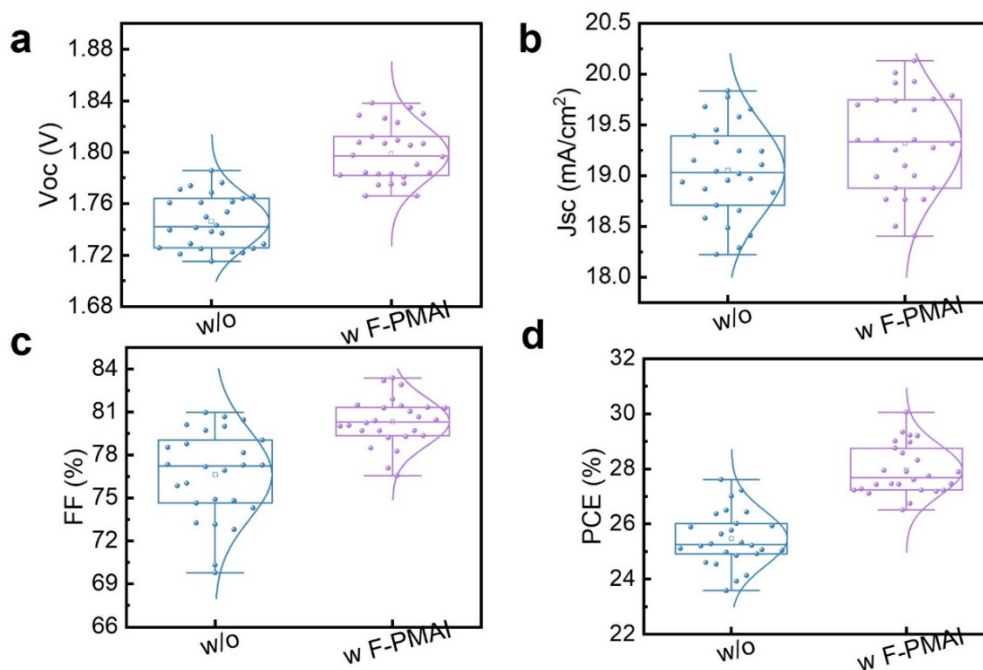 a
1.88
1.84
1.80
1.76
1.72
1.68
Voc (V)
w/o
w F-PMAI
b
20.5
20.0
19.5
19.0
18.5
18.0
Jsc (mA/cm²)
w/o
w F-PMAI
c
84
81
78
75
72
69
66
FF (%)
w/o
w F-PMAI
d
32
30
28
26
24
22
PCE (%)
w/o
w F-PMAI